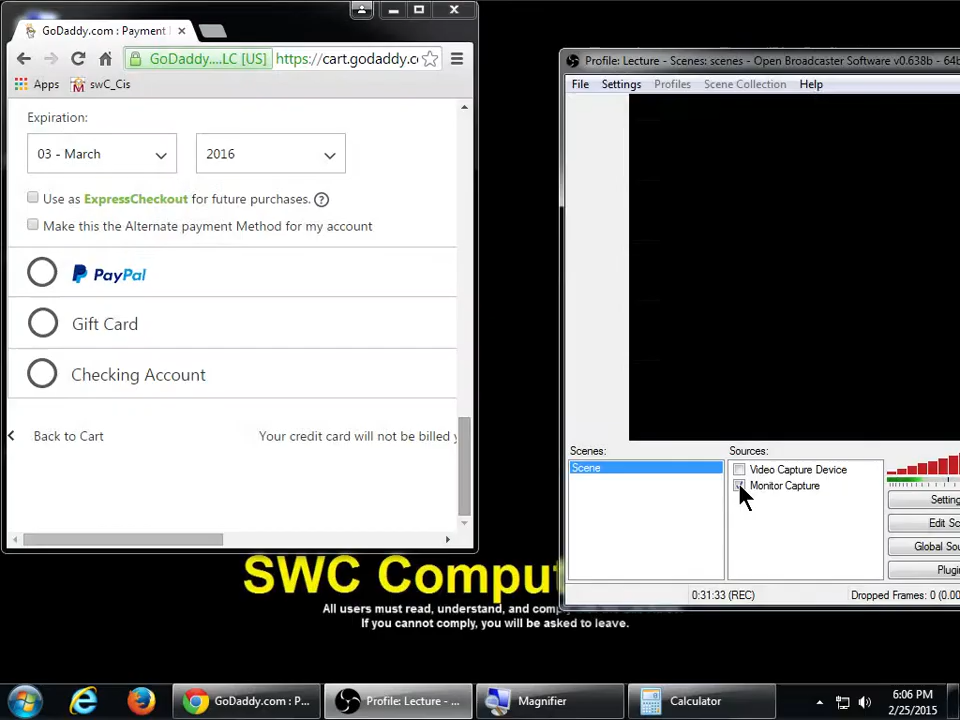 GoDaddy.com : Payment
GoDaddy....LC [US]
https://cart.godaddy.c
Apps
swC_Cis
Expiration:
03 - March
2016
Use as ExpressCheckout for future purchases. ?
Make this the Alternate payment Method for my account
PayPal
Gift Card
Checking Account
Back to Cart
Your credit card will not be billed y
Profile: Lecture - Scenes: scenes - Open Broadcaster Software v0.638b - 64b
File Settings Profiles Scene Collection Help
Scenes:
Scene
Sources:
Video Capture Device
Monitor Capture
Setting
Edit Sc
Global Sou
Plugin
0:31:33 (REC)
Dropped Frames: 0 (0.00
SWC Comput
All users must read, understand, and comp
If you cannot comply, you will be asked to leave.
GoDaddy.com : P...
Profile: Lecture - ...
Magnifier
Calculator
6:06 PM
2/25/2015